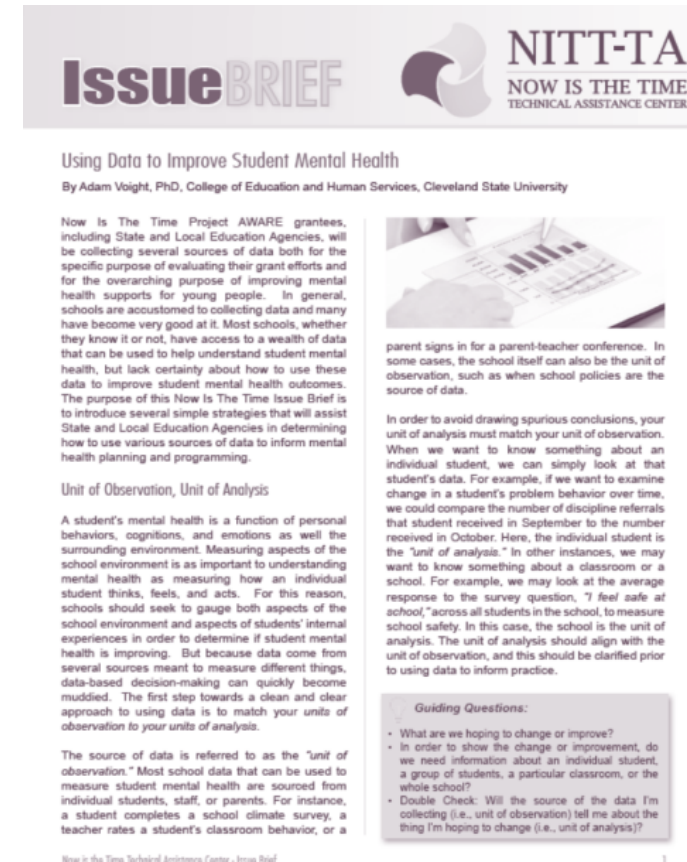 IssueBRIEF
NITT-TA
NOW IS THE TIME
TECHNICAL ASSISTANCE CENTER
Using Data to Improve Student Mental Health
By Adam Voight, PhD, College of Education and Human Services, Cleveland State University
Now Is The Time Project AWARE grantees,
including State and Local Education Agencies, will
be collecting several sources of data both for the
specific purpose of evaluating their grant efforts and
for the overarching purpose of improving mental
health supports for young people. In general,
schools are accustomed to collecting data and many
have become very good at it. Most schools, whether
they know it or not, have access to a wealth of data
that can be used to help understand student mental
health, but lack certainty about how to use these
data to improve student mental health outcomes.
The purpose of this Now Is The Time Issue Brief is
to introduce several simple strategies that will assist
State and Local Education Agencies in determining
how to use various sources of data to inform mental
health planning and programming.
Unit of Observation, Unit of Analysis
A student's mental health is a function of personal
behaviors, cognitions, and emotions as well the
surrounding environment. Measuring aspects of the
school environment is as important to understanding
mental health as measuring how an individual
student thinks, feels, and acts. For this reason,
schools should seek to gauge both aspects of the
school environment and aspects of students' internal
experiences in order to determine if student mental
health is improving. But because data come from
several sources meant to measure different things,
data-based decision-making can quickly become
muddied. The first step towards a clean and clear
approach to using data is to match your units of
observation to your units of analysis.
The source of data is referred to as the "unit of
observation." Most school data that can be used to
measure student mental health are sourced from
individual students, staff, or parents. For instance,
a student completes a school climate survey, a
teacher rates a student's classroom behavior, or a
parent signs in for a parent-teacher conference. In
some cases, the school itself can also be the unit of
observation, such as when school policies are the
source of data.
In order to avoid drawing spurious conclusions, your
unit of analysis must match your unit of observation.
When we want to know something about an
individual student, we can simply look at that
student's data. For example, if we want to examine
change in a student's problem behavior over time,
we could compare the number of discipline referrals
that student received in September to the number
received in October. Here, the individual student is
the "unit of analysis." In other instances, we may
want to know something about a classroom or a
school. For example, we may look at the average
response to the survey question, "I feel safe at
school," across all students in the school, to measure
school safety. In this case, the school is the unit of
analysis. The unit of analysis should align with the
unit of observation, and this should be clarified prior
to using data to inform practice.
Guiding Questions:
• What are we hoping to change or improve?
• In order to show the change or improvement, do
we need information about an individual student,
a group of students, a particular classroom, or the
whole school?
• Double Check: Will the source of the data I'm
collecting (i.e., unit of observation) tell me about the
thing I'm hoping to change (i.e., unit of analysis)?
Now is the Time Technical Assistance Center - Issue Brief
1